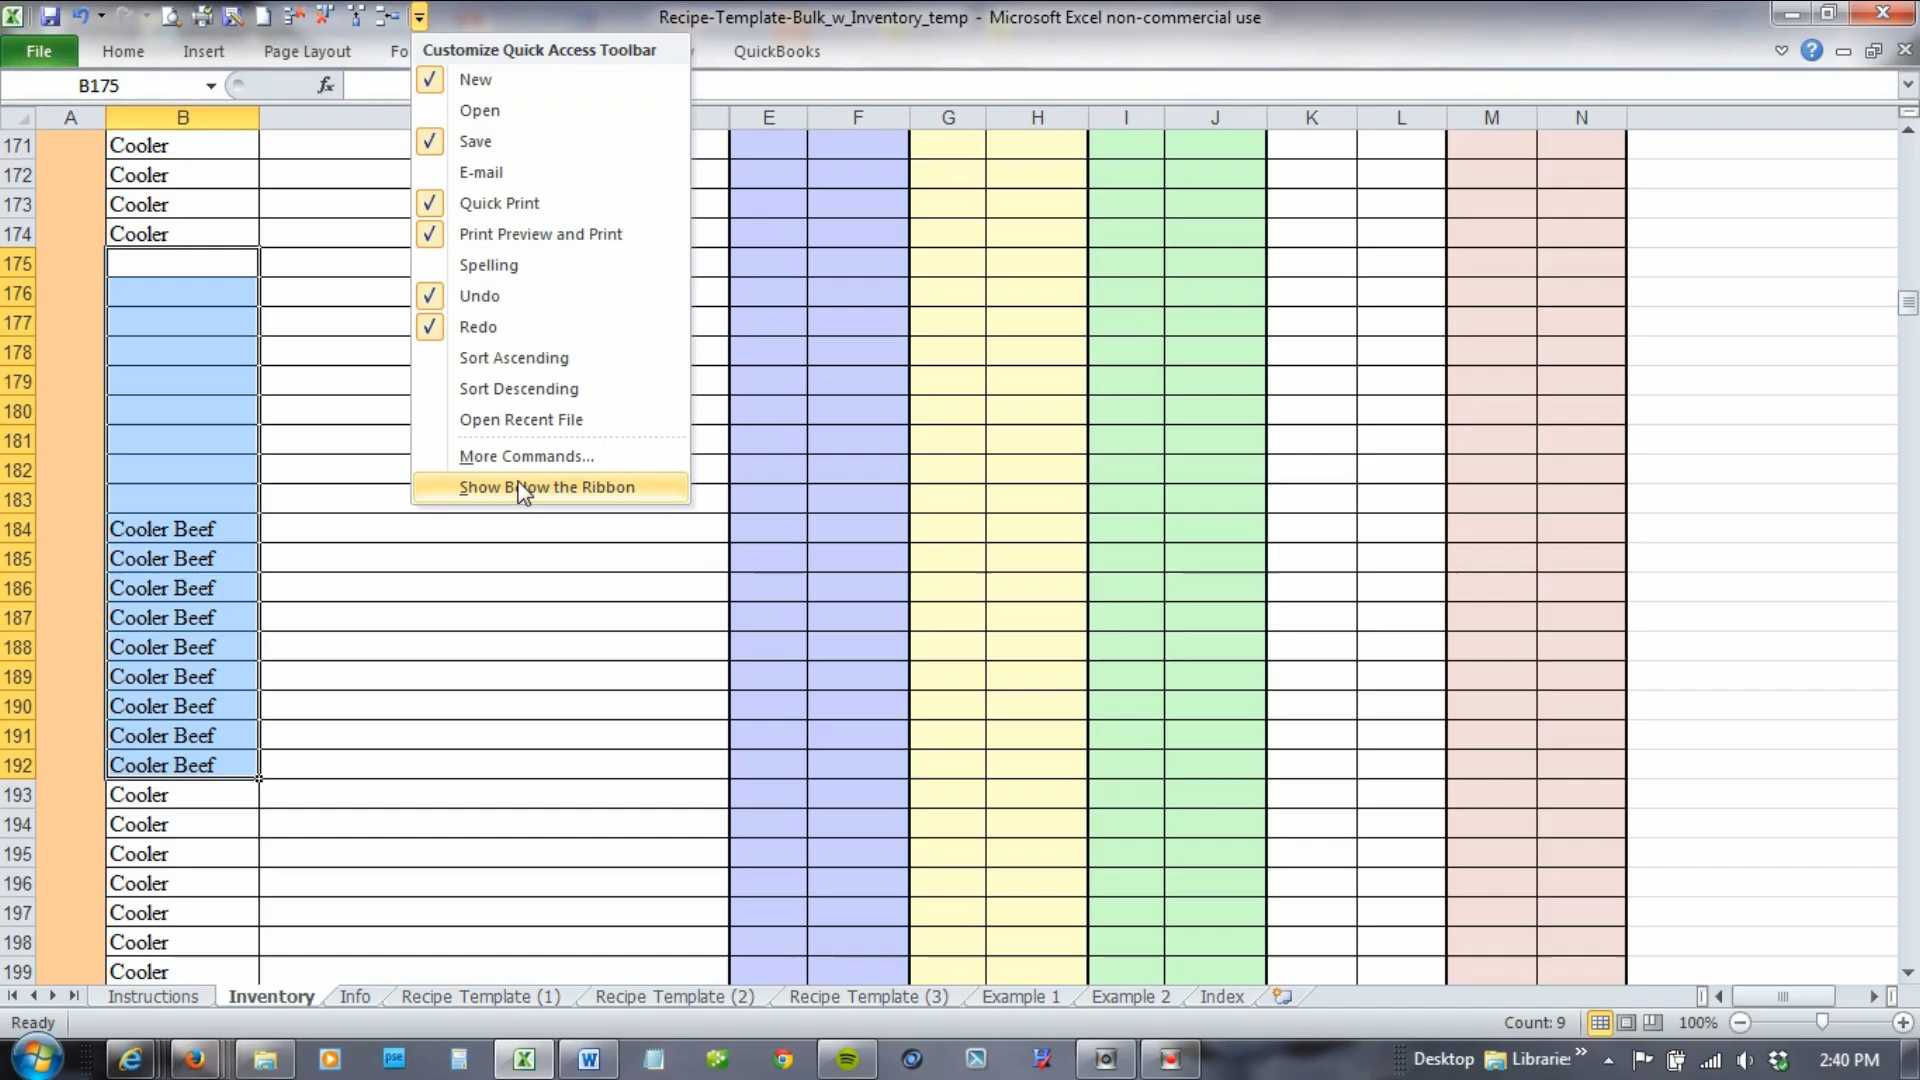 Recipe-Template-Bulk_w_Inventory_temp - Microsoft Excel non-commercial use
File Home Insert Page Layout Fo QuickBooks
B175 fx
Customize Quick Access Toolbar
New
Open
Save
E-mail
Quick Print
Print Preview and Print
Spelling
Undo
Redo
Sort Ascending
Sort Descending
Open Recent File
More Commands...
Show Below the Ribbon
A B E F G H I J K L M N
171 Cooler
172 Cooler
173 Cooler
174 Cooler
175
176
177
178
179
180
181
182
183
184 Cooler Beef
185 Cooler Beef
186 Cooler Beef
187 Cooler Beef
188 Cooler Beef
189 Cooler Beef
190 Cooler Beef
191 Cooler Beef
192 Cooler Beef
193 Cooler
194 Cooler
195 Cooler
196 Cooler
197 Cooler
198 Cooler
199 Cooler
Instructions Inventory Info Recipe Template (1) Recipe Template (2) Recipe Template (3) Example 1 Example 2 Index
Ready Count: 9 100%
pse Desktop Libraries 2:40 PM